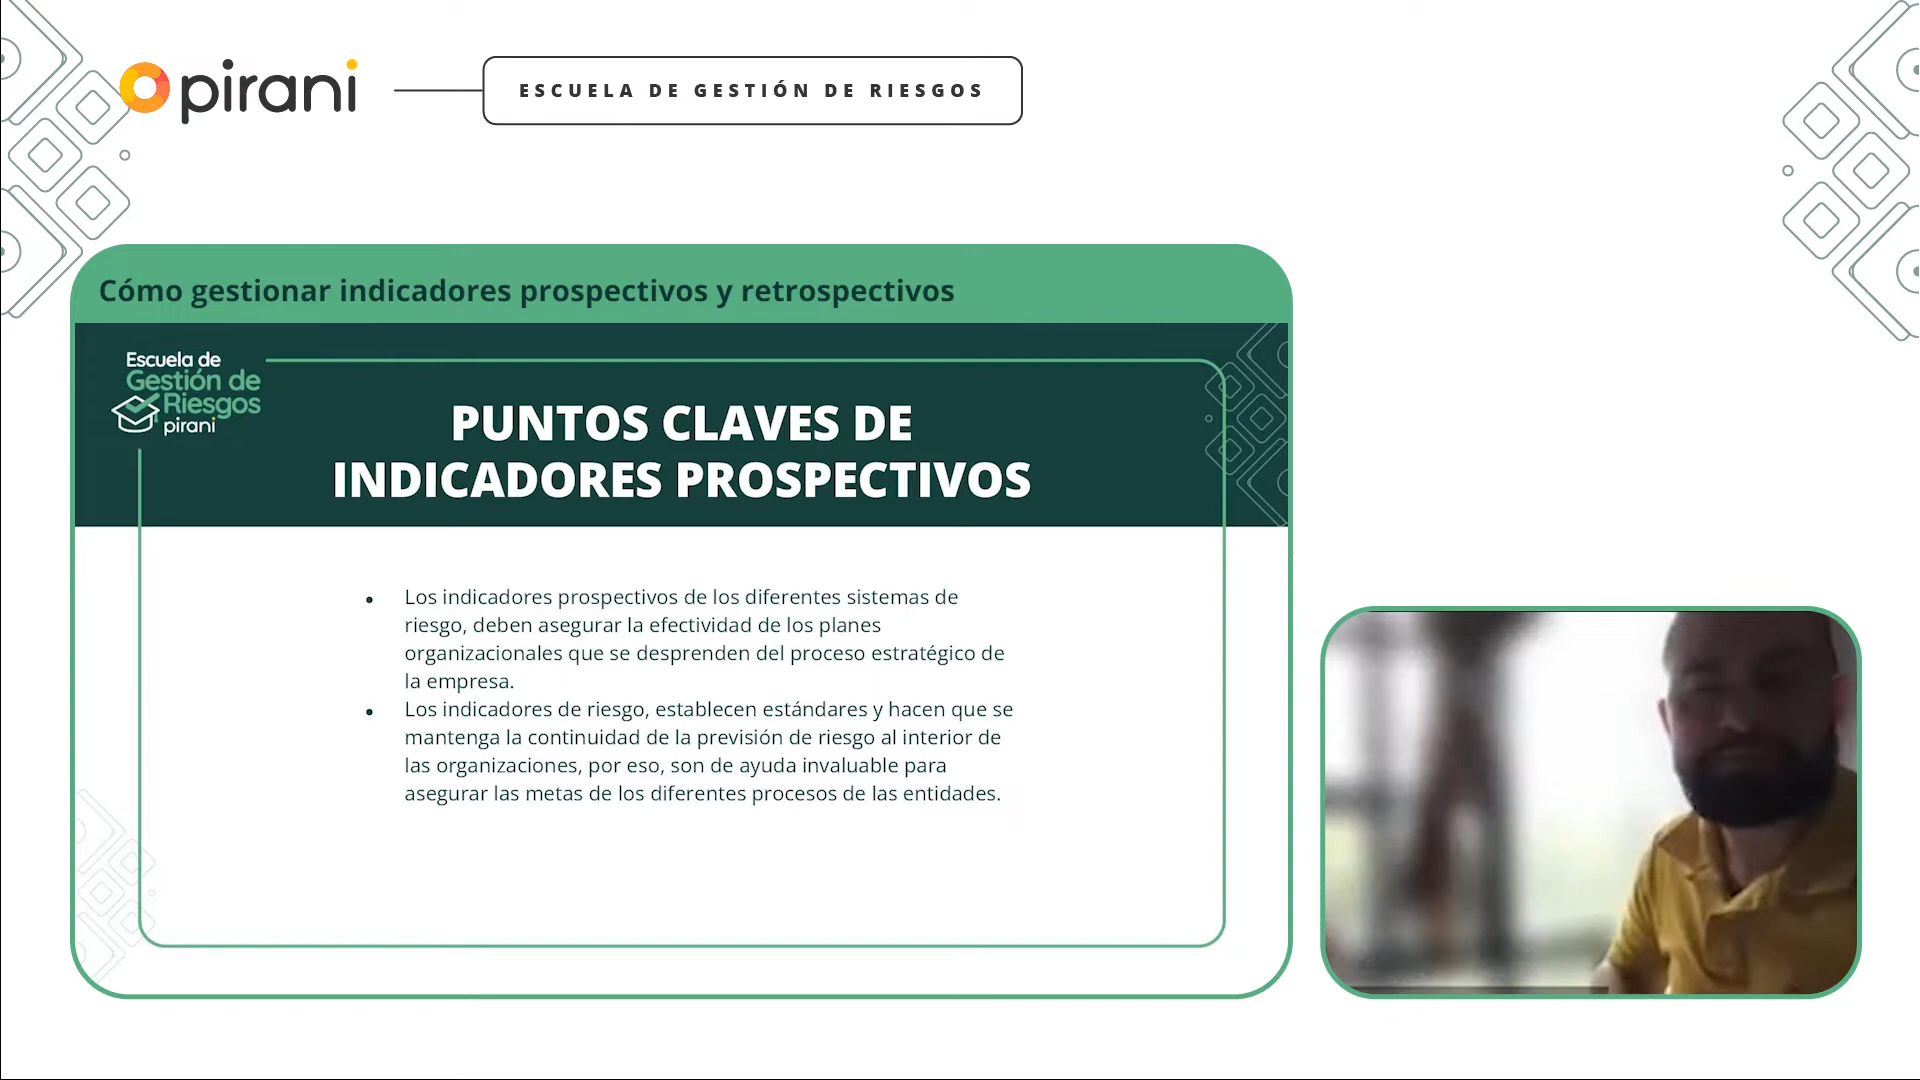 pirani
ESCUELA DE GESTIÓN DE RIESGOS
Cómo gestionar indicadores prospectivos y retrospectivos
Escuela de
Gestión de
Riesgos
pirani
PUNTOS CLAVES DE
INDICADORES PROSPECTIVOS
• Los indicadores prospectivos de los diferentes sistemas de
riesgo, deben asegurar la efectividad de los planes
organizacionales que se desprenden del proceso estratégico de
la empresa.
• Los indicadores de riesgo, establecen estándares y hacen que se
mantenga la continuidad de la previsión de riesgo al interior de
las organizaciones, por eso, son de ayuda invaluable para
asegurar las metas de los diferentes procesos de las entidades.